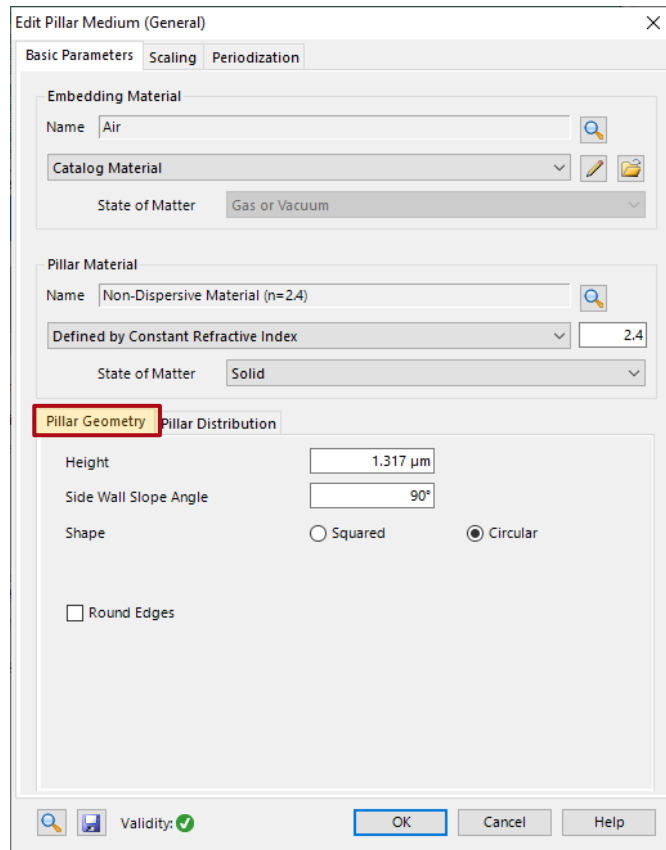 Edit Pillar Medium (General)
Basic Parameters Scaling Periodization
Embedding Material
Name Air
Catalog Material
State of Matter Gas or Vacuum
Pillar Material
Name Non-Dispersive Material (n=2.4)
Defined by Constant Refractive Index 2.4
State of Matter Solid
Pillar Geometry Pillar Distribution
Height 1.317 µm
Side Wall Slope Angle 90°
Shape Squared Circular
Round Edges
Validity: OK Cancel Help